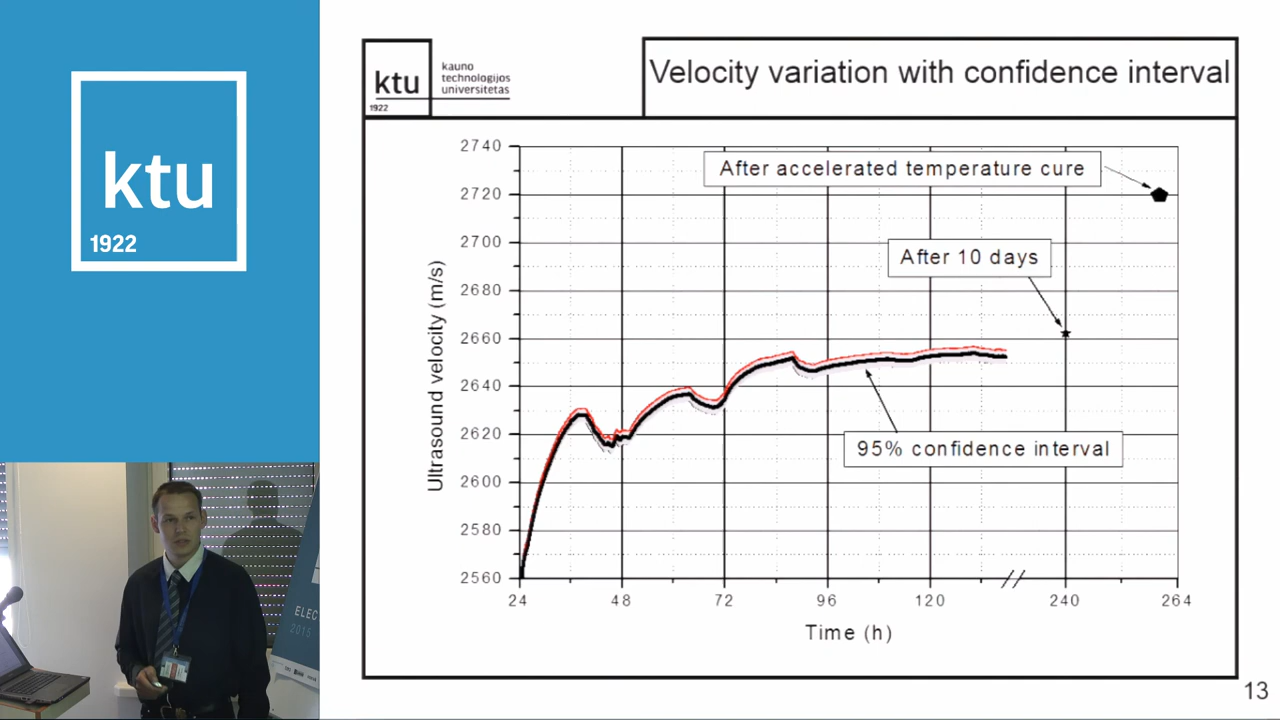 ktu
1922
ktu
1922
kauno
technologijos
universitetas
Velocity variation with confidence interval
2740
2720
2700
2680
2660
2640
2620
2600
2580
2560
Ultrasound velocity (m/s)
After accelerated temperature cure
After 10 days
95% confidence interval
24
48
72
96
120
240
264
Time (h)
13
ELEC
2015